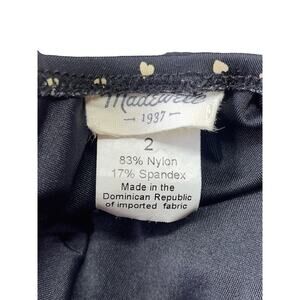 Madewell
— 1937 —
2
83% Nylon
17% Spandex
Made in the
Dominican Republic
of imported fabric